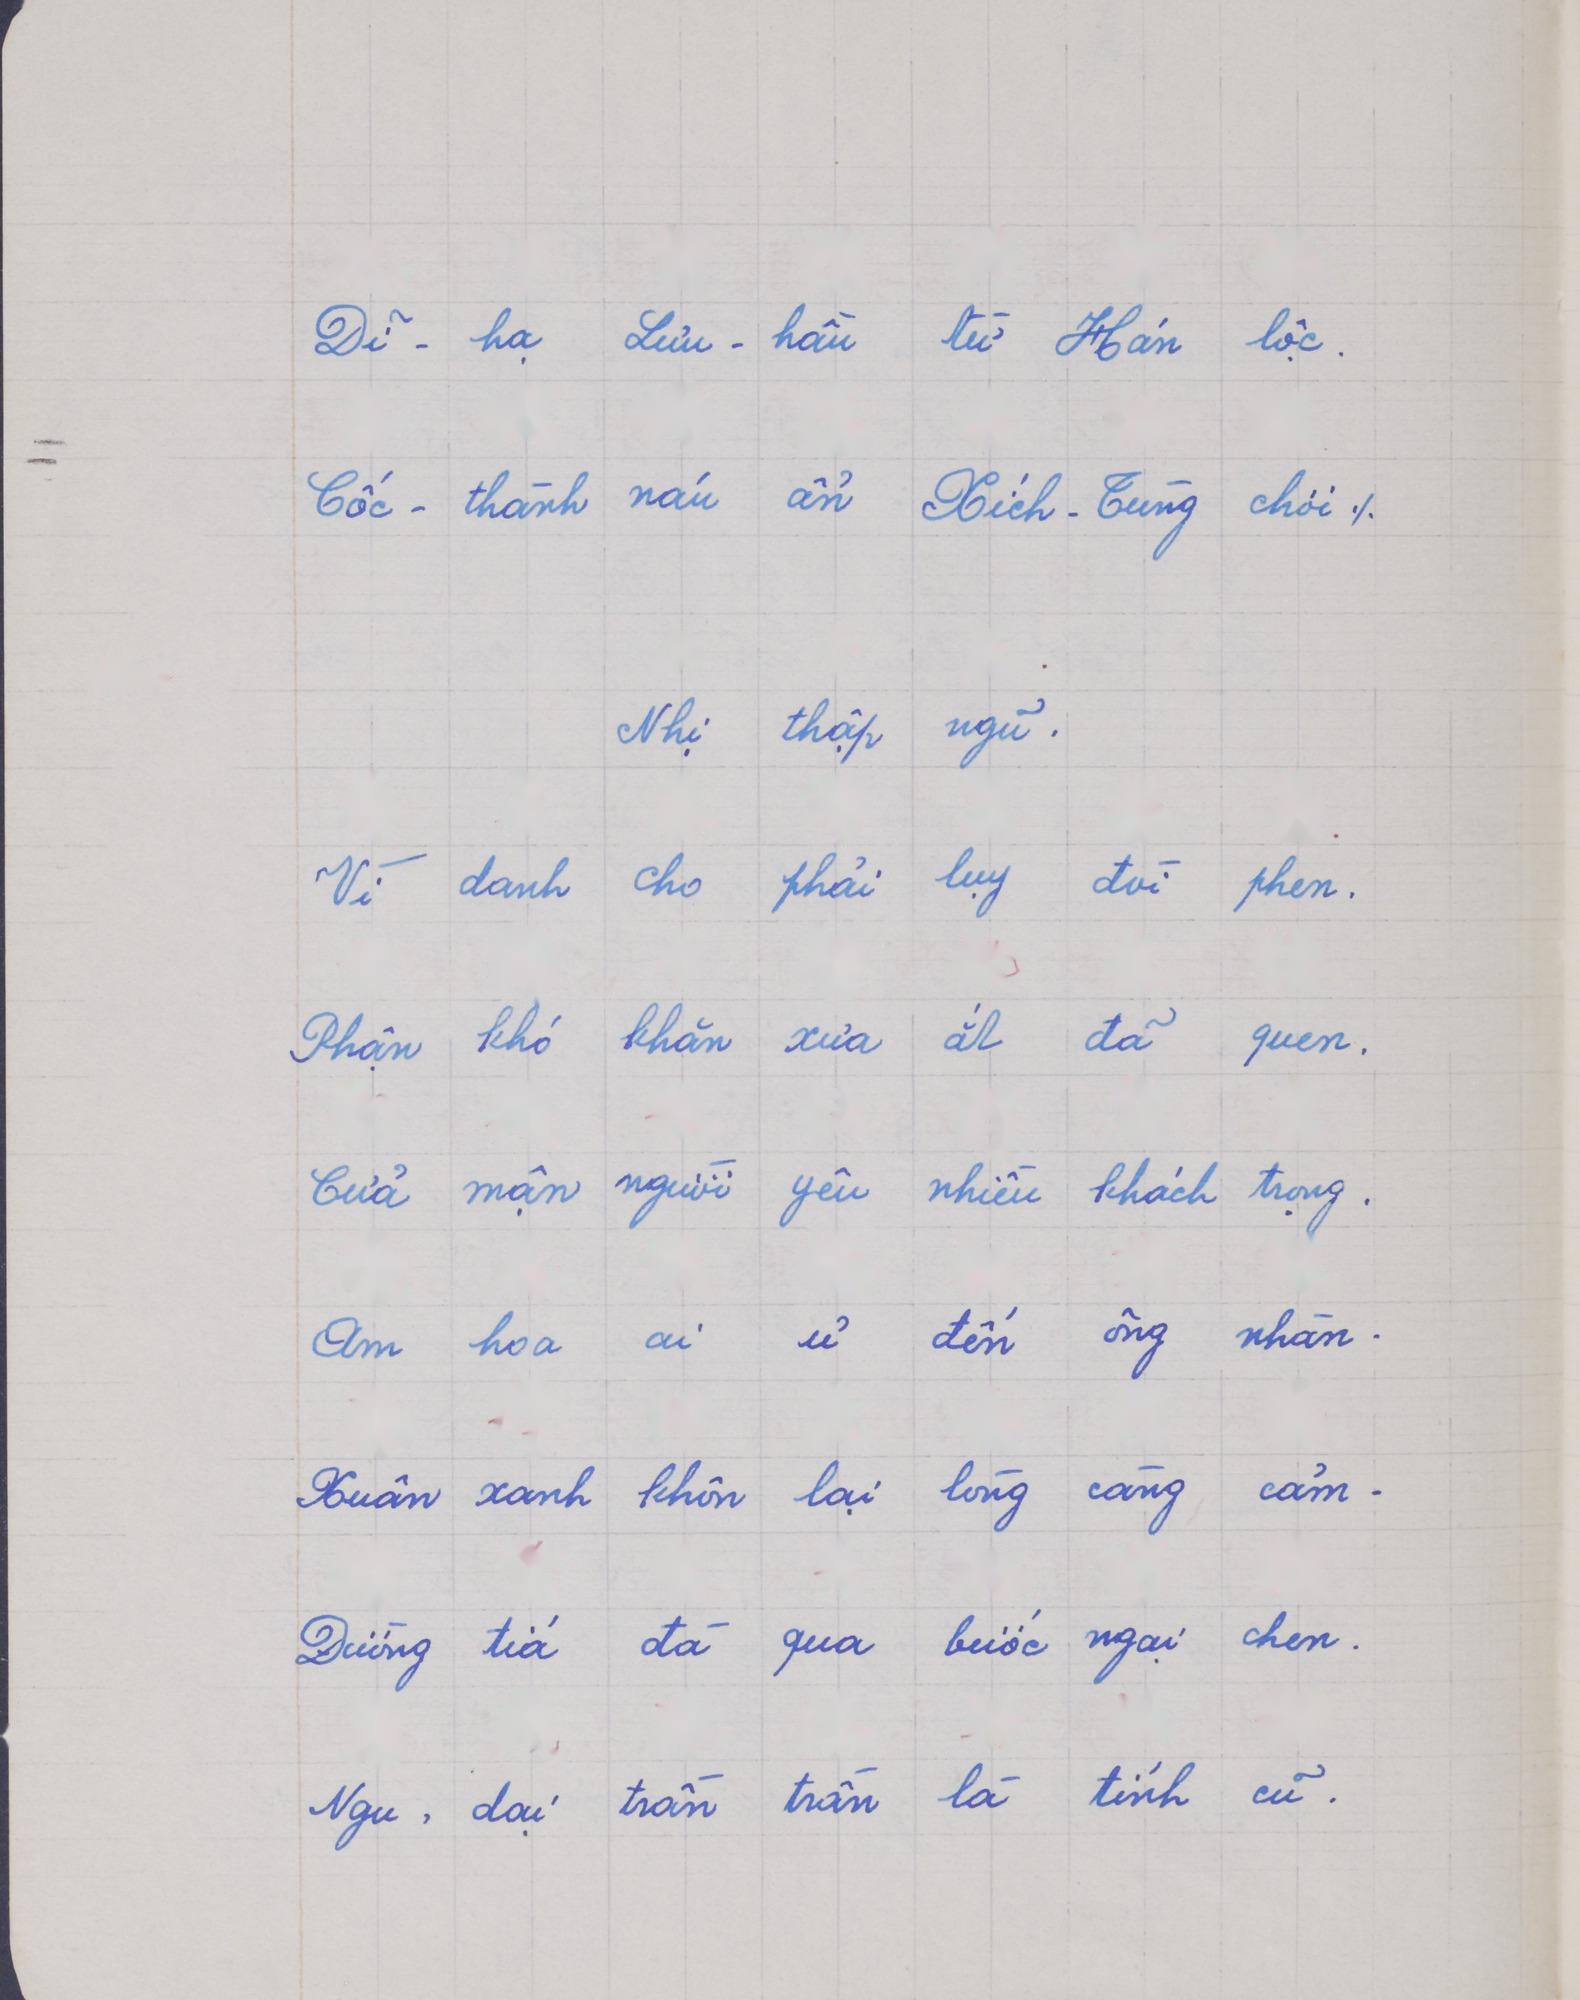 Dĩ - hạ Lưu - hầu từ Hán lộc.
Cốc - thành náu ẩn Xích - Tùng chơi ./.
Nhị thập ngũ.
Vì danh cho phải lụy đòi phen.
Phận khó khăn xưa ắt đã quen.
Cửa mận người yêu nhiều khách trọng.
Am hoa ai ủ đến ông nhàn.
Xuân xanh khôn lại lòng càng cảm.
Đường tiá đà qua bước ngại chen.
Ngu, dại trần trần là tính cũ.